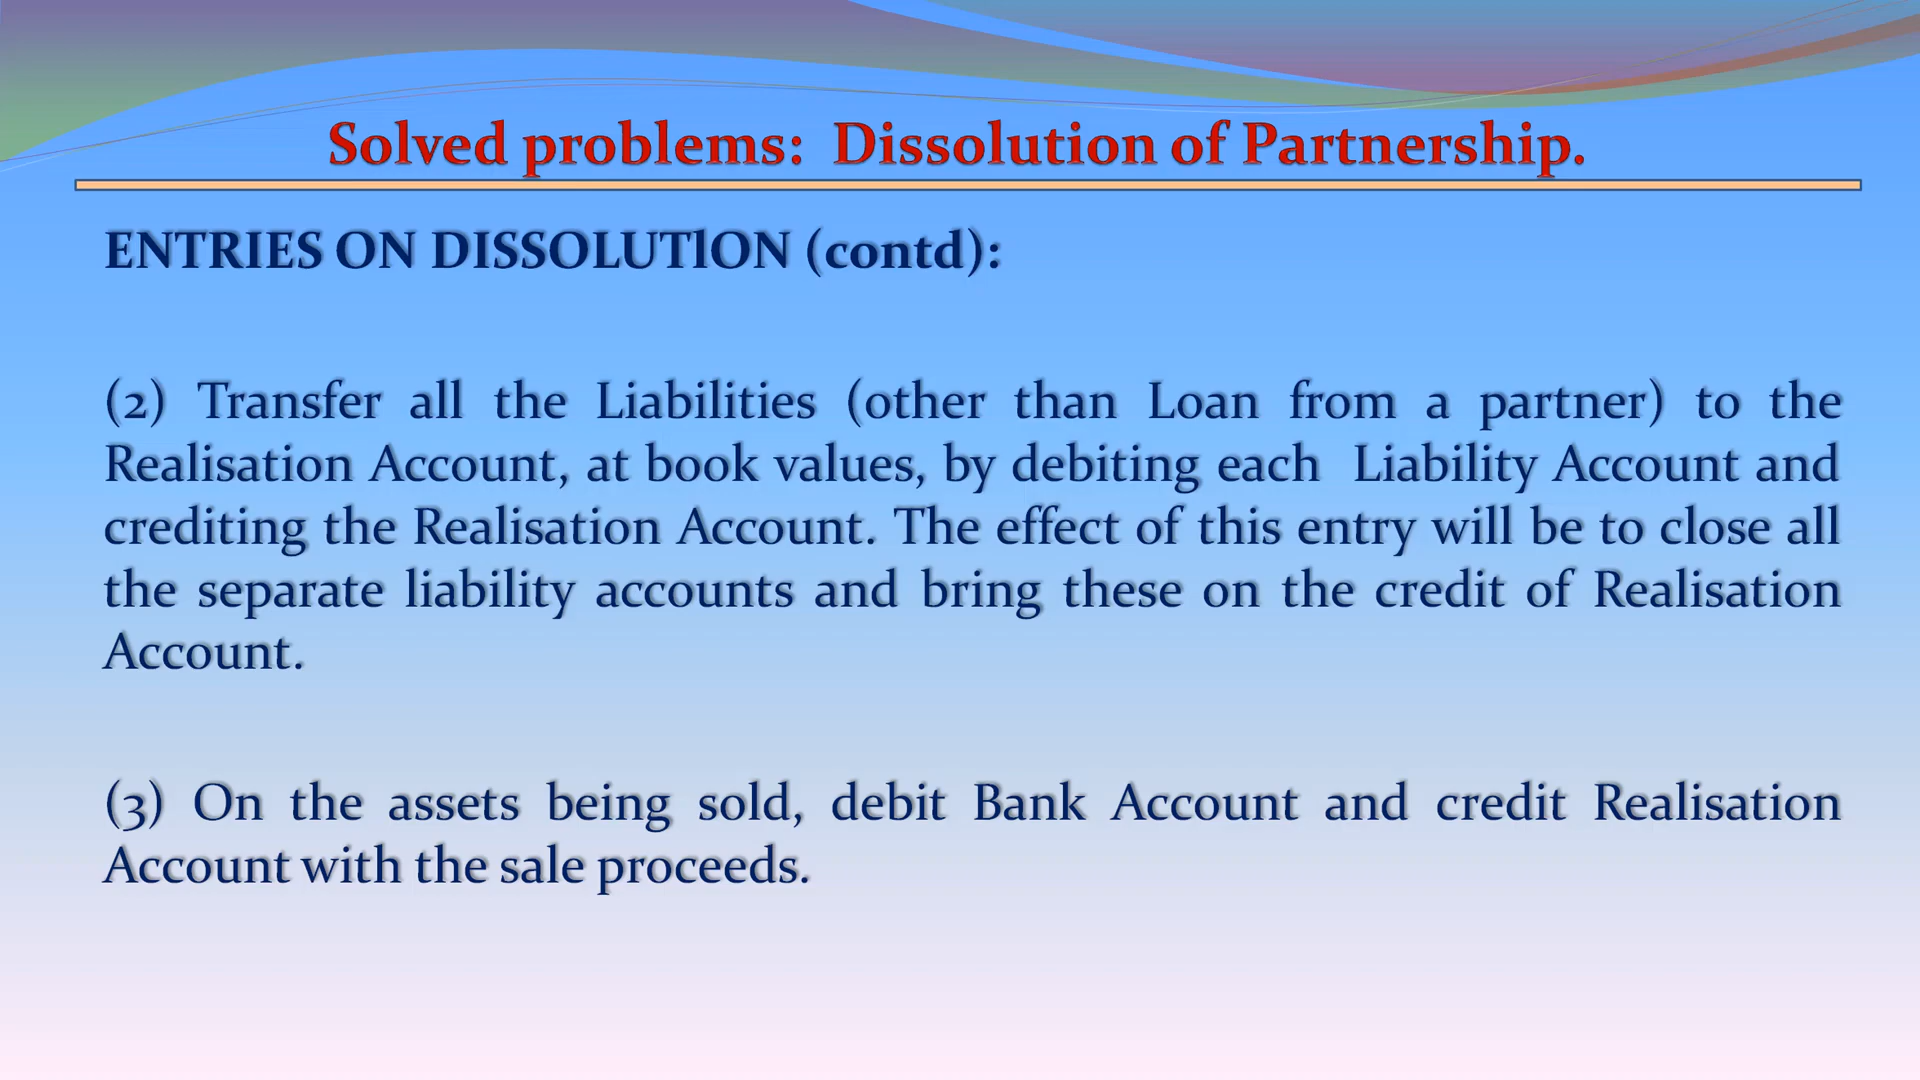 Solved problems:  Dissolution of Partnership.
ENTRIES ON DISSOLUTlON (contd):
(2) Transfer all the Liabilities (other than Loan from a partner) to the
Realisation Account, at book values, by debiting each  Liability Account and
crediting the Realisation Account. The effect of this entry will be to close all
the separate liability accounts and bring these on the credit of Realisation
Account.
(3) On the assets being sold, debit Bank Account and credit Realisation
Account with the sale proceeds.